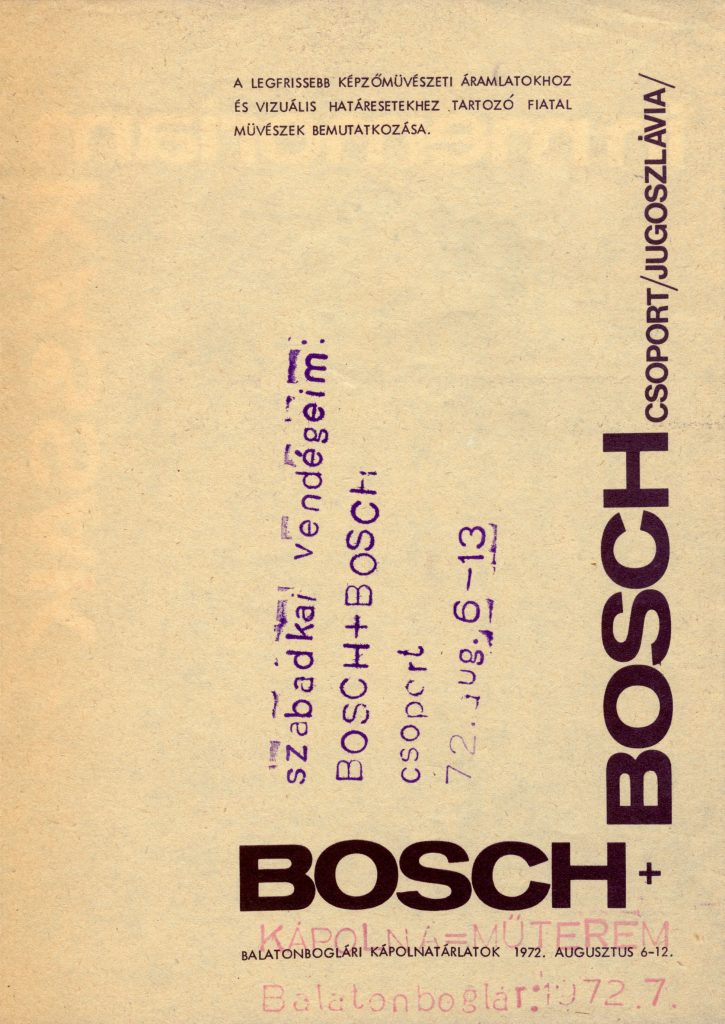 A LEGFRISSEBB KÉPZŐMŰVÉSZETI ÁRAMLATOKHOZ
ÉS VIZUÁLIS HATÁRESETEKHEZ TARTOZÓ FIATAL
MŰVÉSZEK BEMUTATKOZÁSA.
szabadkai vendégeim:
BOSCH+BOSCH
csoport
72. aug. 6-13
BOSCH+
BOSCH CSOPORT/JUGOSZLÁVIA/
KÁPOLNA=MŰTEREM
BALATONBOGLÁRI KÁPOLNATÁRLATOK 1972. AUGUSZTUS 6-12.
Balatonboglár:1972.7.